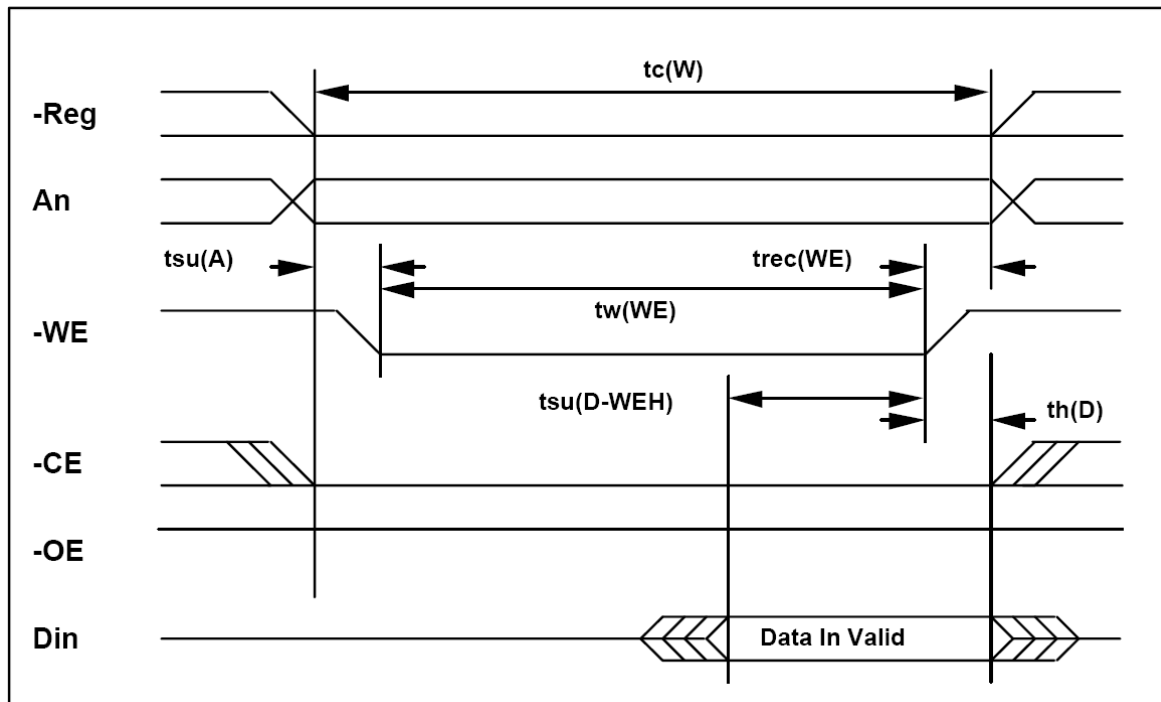 tc(W)
-Reg
An
tsu(A)
trec(WE)
tw(WE)
-WE
tsu(D-WEH)
th(D)
-CE
-OE
Din
Data In Valid